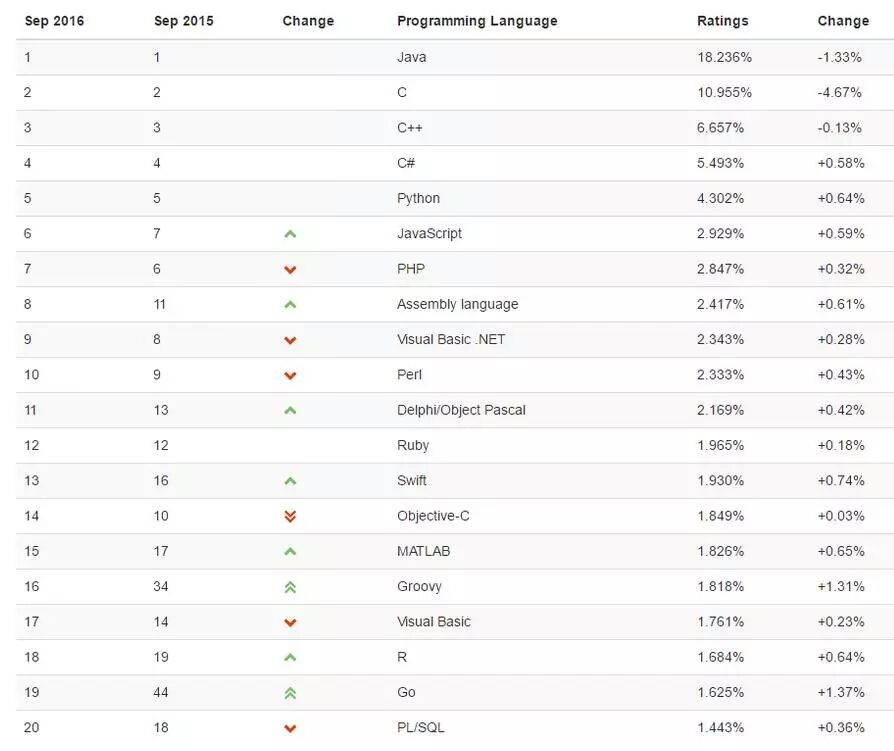 Sep 2016 Sep 2015 Change Programming Language Ratings Change
1 1 Java 18.236% -1.33%
2 2 C 10.955% -4.67%
3 3 C++ 6.657% -0.13%
4 4 C# 5.493% +0.58%
5 5 Python 4.302% +0.64%
6 7 JavaScript 2.929% +0.59%
7 6 PHP 2.847% +0.32%
8 11 Assembly language 2.417% +0.61%
9 8 Visual Basic .NET 2.343% +0.28%
10 9 Perl 2.333% +0.43%
11 13 Delphi/Object Pascal 2.169% +0.42%
12 12 Ruby 1.965% +0.18%
13 16 Swift 1.930% +0.74%
14 10 Objective-C 1.849% +0.03%
15 17 MATLAB 1.826% +0.65%
16 34 Groovy 1.818% +1.31%
17 14 Visual Basic 1.761% +0.23%
18 19 R 1.684% +0.64%
19 44 Go 1.625% +1.37%
20 18 PL/SQL 1.443% +0.36%